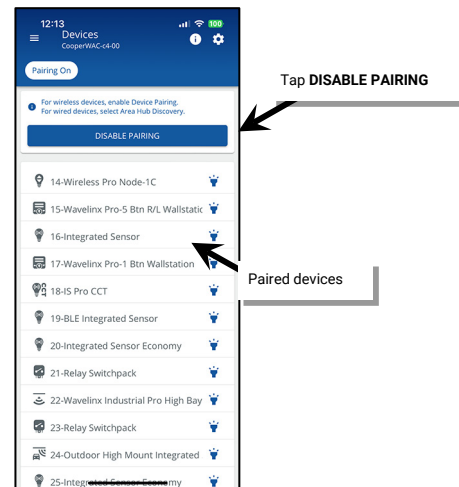 12:13
100
Devices
CooperWAC-c4-00
Pairing On
For wireless devices, enable Device Pairing.
For wired devices, select Area Hub Discovery.
DISABLE PAIRING
Tap DISABLE PAIRING
14-Wireless Pro Node-1C
15-Wavelinx Pro-5 Btn R/L Wallstatic
16-Integrated Sensor
17-Wavelinx Pro-1 Btn Wallstation
Paired devices
18-IS Pro CCT
19-BLE Integrated Sensor
20-Integrated Sensor Economy
21-Relay Switchpack
22-Wavelinx Industrial Pro High Bay
23-Relay Switchpack
24-Outdoor High Mount Integrated
25-Integrated Sensor Economy